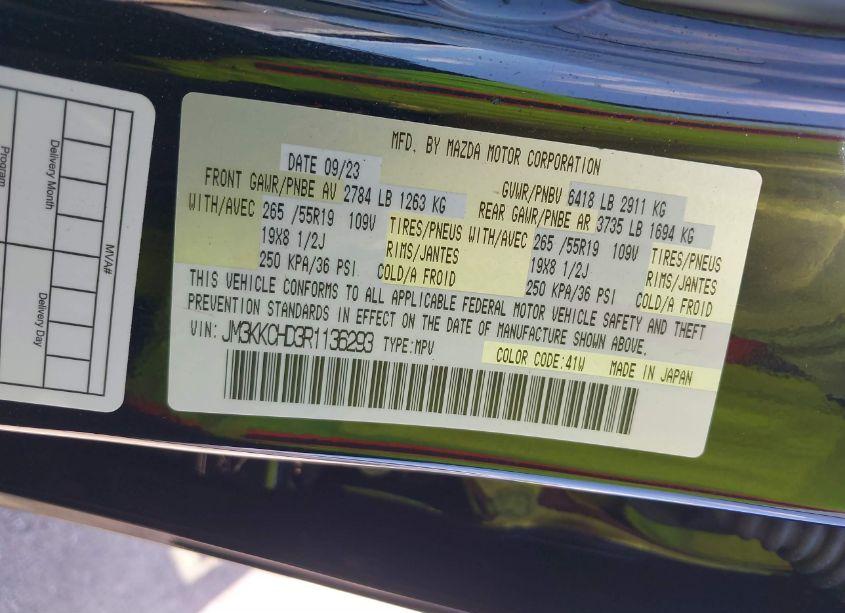 Program
Delivery Month
Delivery Day
MVA#
MFD. BY MAZDA MOTOR CORPORATION
DATE 09/23 GVWR/PNBV 6418 LB 2911 KG
FRONT GAWR/PNBE AV 2784 LB 1263 KG REAR GAWR/PNBE AR 3735 LB 1694 KG
WITH/AVEC 265 /55R19 109V TIRES/PNEUS WITH/AVEC 265 /55R19 109V TIRES/PNEUS
19X8 1/2J RIMS/JANTES 19X8 1/2J RIMS/JANTES
250 KPA/36 PSI COLD/A FROID 250 KPA/36 PSI COLD/A FROID
THIS VEHICLE CONFORMS TO ALL APPLICABLE FEDERAL MOTOR VEHICLE SAFETY AND THEFT
PREVENTION STANDARDS IN EFFECT ON THE DATE OF MANUFACTURE SHOWN ABOVE.
VIN: JM3KKCHD3R1136293 TYPE:MPV COLOR CODE:41W MADE IN JAPAN